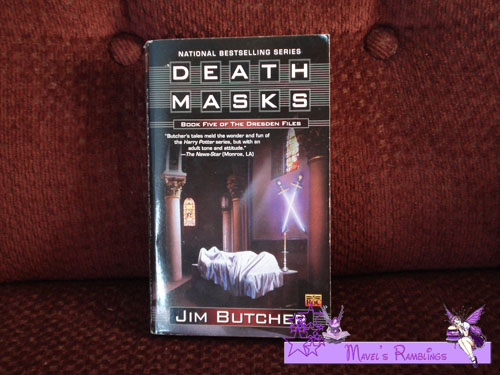 NATIONAL BESTSELLING SERIES
DEATH
MASKS
BOOK FIVE OF THE DRESDEN FILES
"Butcher's tales meld the wonder and fun of
the Harry Potter series, but with an
adult tone and attitude."
—The News-Star (Monroe, LA)
ROC
JIM BUTCHER
Mavel's Ramblings